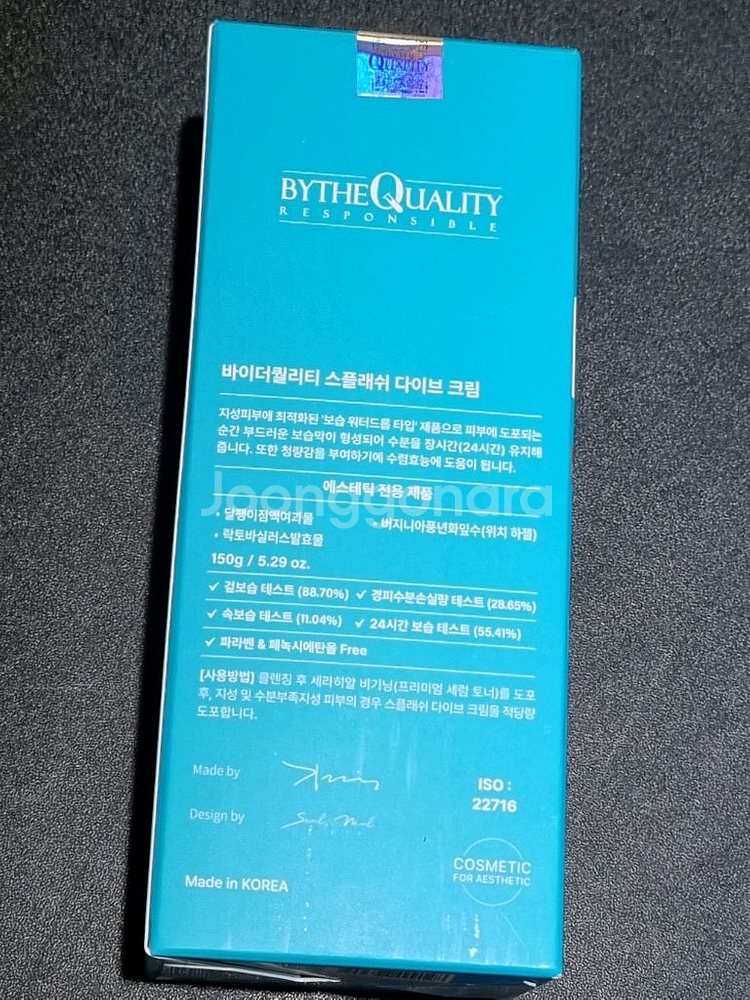 QUALITY
BYTHEQUALITY
RESPONSIBLE
바이더퀄리티 스플래쉬 다이브 크림
지성피부에 최적화된 '보습 워터드롭 타입' 제품으로 피부에 도포되는
순간 부드러운 보습막이 형성되어 수분을 장시간(24시간) 유지해
줍니다. 또한 청량감을 부여하기에 수렴효능에 도움이 됩니다.
에스테틱 전용 제품
Joonggonara
• 달팽이점액여과물
• 버지니아풍년화잎수(위치 하젤)
• 락토바실러스발효물
150g / 5.29 oz.
✓ 겉보습 테스트 (88.70%) ✓ 경피수분손실량 테스트 (28.65%)
✓ 속보습 테스트 (11.04%) ✓ 24시간 보습 테스트 (55.41%)
✓ 파라벤 & 페녹시에탄올 Free
[사용방법] 클렌징 후 세라히알 비기닝(프리미엄 세럼 토너)를 도포
후, 지성 및 수분부족지성 피부의 경우 스플래쉬 다이브 크림을 적당량
도포합니다.
Made by
Design by
ISO :
22716
COSMETIC
FOR AESTHETIC
Made in KOREA